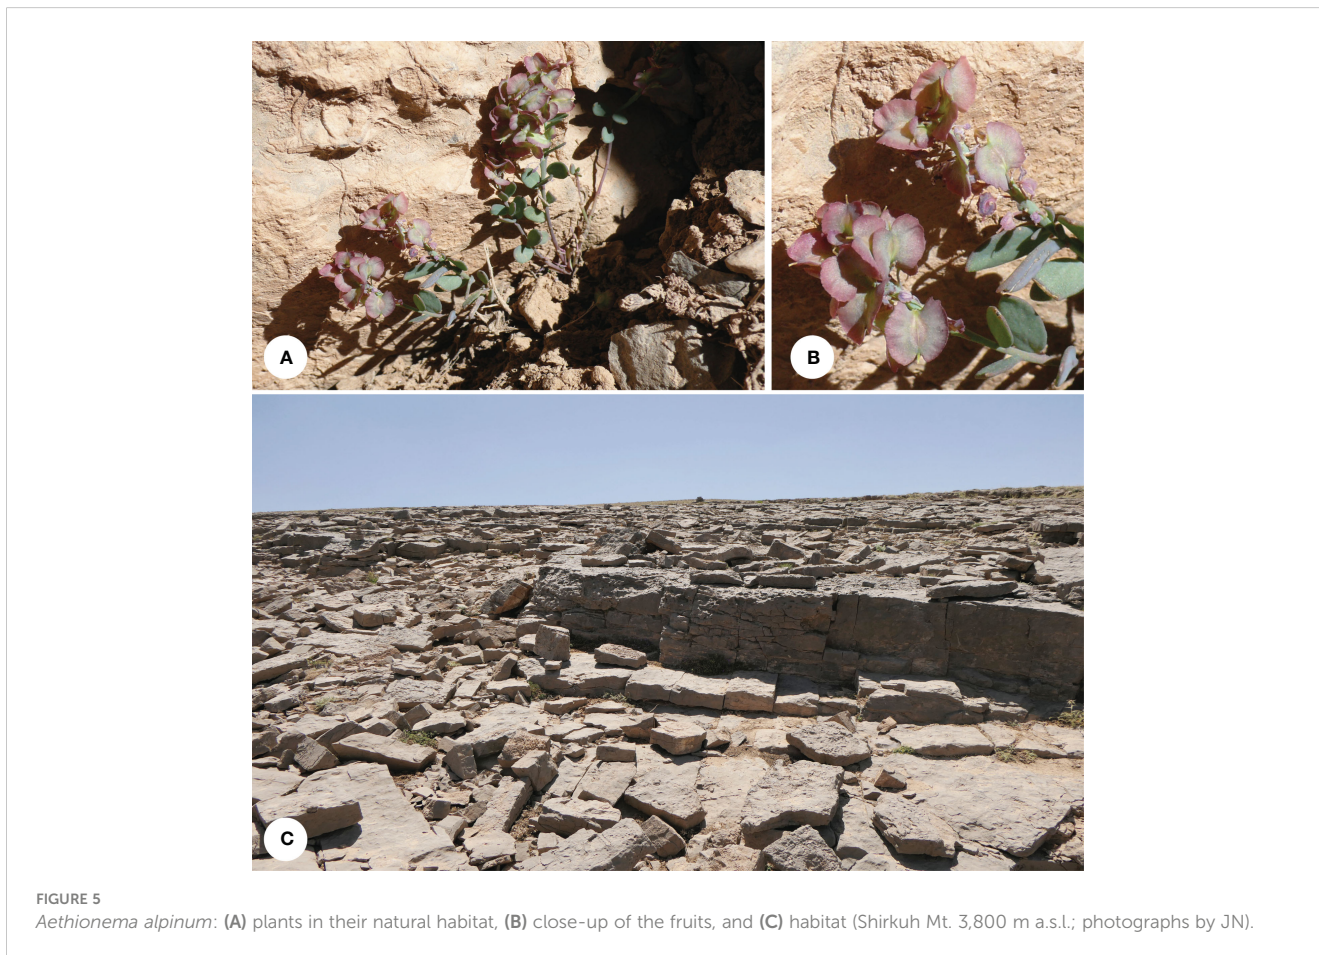 A
B
C
FIGURE 5
Aethionema alpinum: (A) plants in their natural habitat, (B) close-up of the fruits, and (C) habitat (Shirkuh Mt. 3,800 m a.s.l.; photographs by JN).